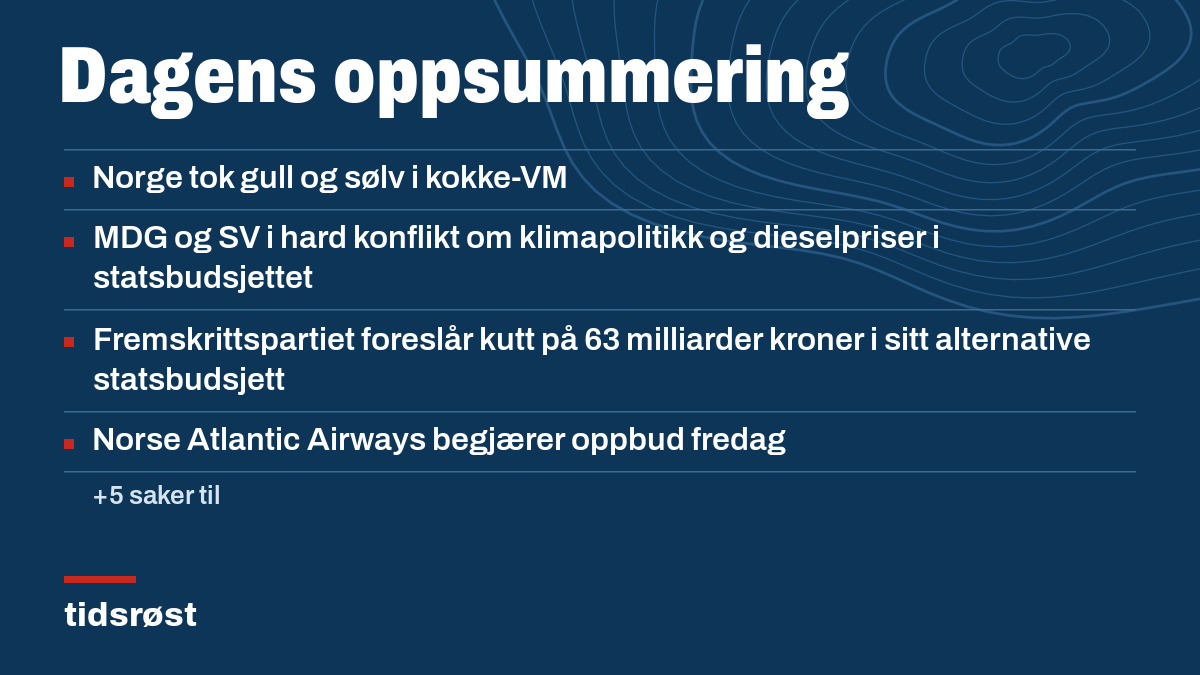 Dagens oppsummering
Norge tok gull og sølv i kokke-VM
MDG og SV i hard konflikt om klimapolitikk og dieselpriser i
statsbudsjettet
Fremskrittspartiet foreslår kutt på 63 milliarder kroner i sitt alternative
statsbudsjett
Norse Atlantic Airways begjærer oppbud fredag
+5 saker til
tidsrøst